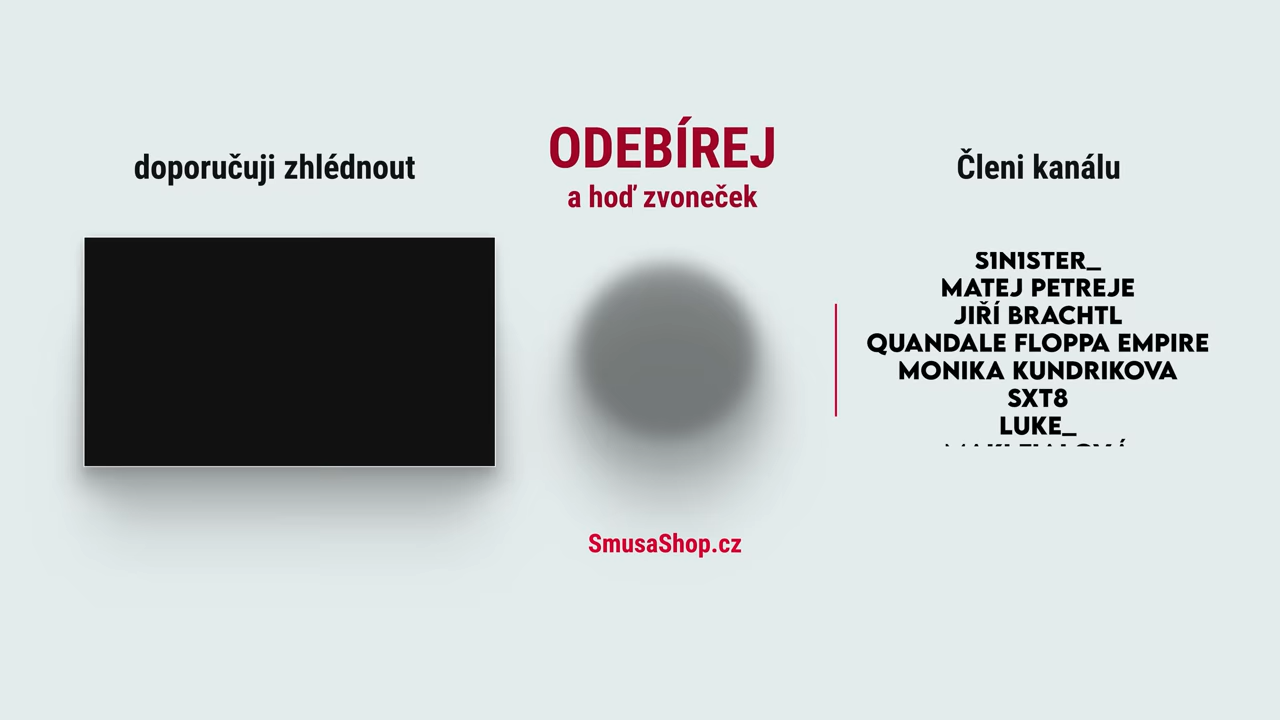 doporučuji zhlédnout
ODEBÍREJ
a hoď zvoneček
SmusaShop.cz
Členi kanálu
S1N1STER_
MATEJ PETREJE
JIŘÍ BRACHTL
QUANDALE FLOPPA EMPIRE
MONIKA KUNDRIKOVA
SXT8
LUKE_